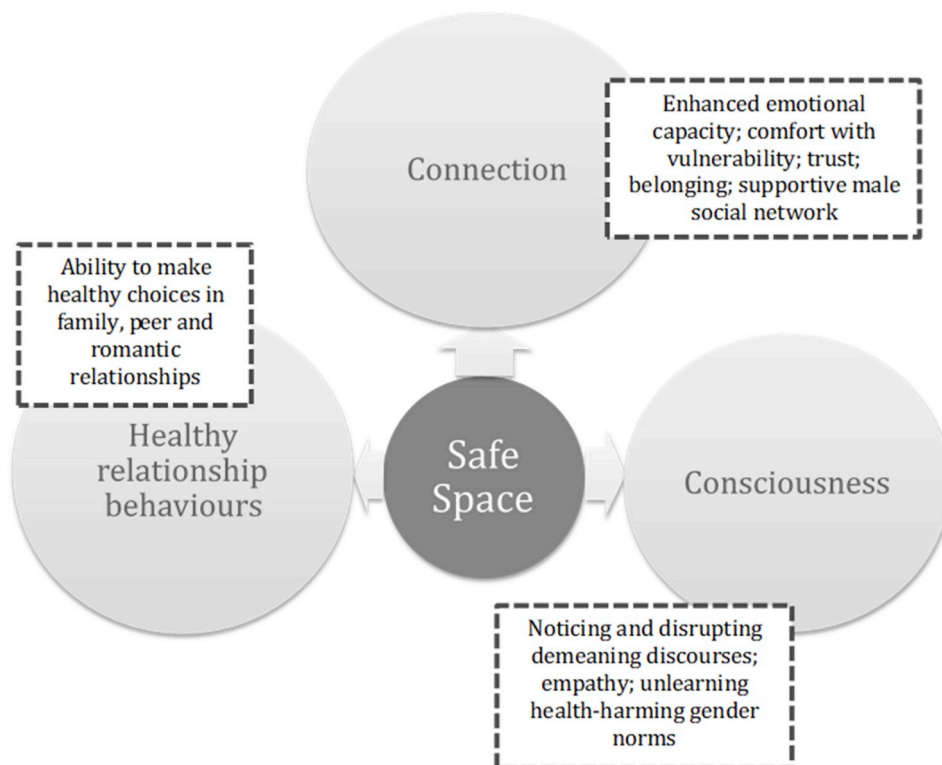 Connection
Enhanced emotional
capacity; comfort with
vulnerability; trust;
belonging; supportive male
social network
Ability to make
healthy choices in
family, peer and
romantic
relationships
Healthy
relationship
behaviours
Safe
Space
Consciousness
Noticing and disrupting
demeaning discourses;
empathy; unlearning
health-harming gender
norms